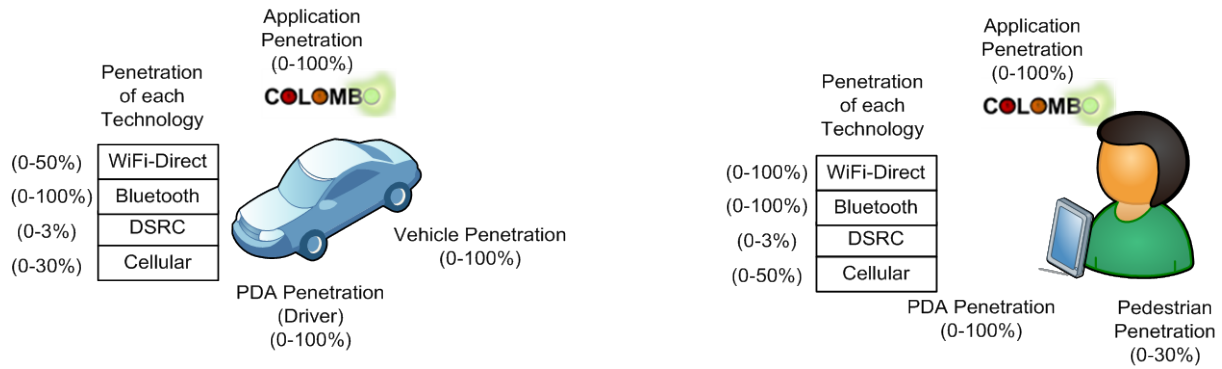 Application
Penetration
(0-100%)
COLOMBO
Penetration
of each
Technology
(0-50%) WiFi-Direct
(0-100%) Bluetooth
(0-3%) DSRC
(0-30%) Cellular
Vehicle Penetration
(0-100%)
PDA Penetration
(Driver)
(0-100%)
Application
Penetration
(0-100%)
COLOMBO
Penetration
of each
Technology
(0-100%) WiFi-Direct
(0-100%) Bluetooth
(0-3%) DSRC
(0-50%) Cellular
PDA Penetration
(0-100%)
Pedestrian
Penetration
(0-30%)